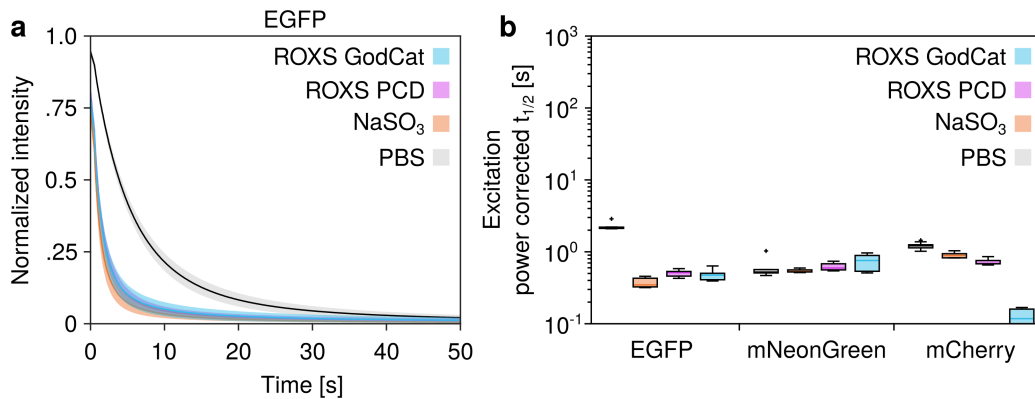 a
EGFP
1.0
.75
0.5
.25
0
Normalized intensity
ROXS GodCat
ROXS PCD
NaSO₃
PBS
0 10 20 30 40 50
Time [s]
b
10³
10²
10¹
10⁰
10⁻¹
Excitation
power corrected t₁/₂ [s]
ROXS GodCat
ROXS PCD
NaSO₃
PBS
EGFP mNeonGreen mCherry